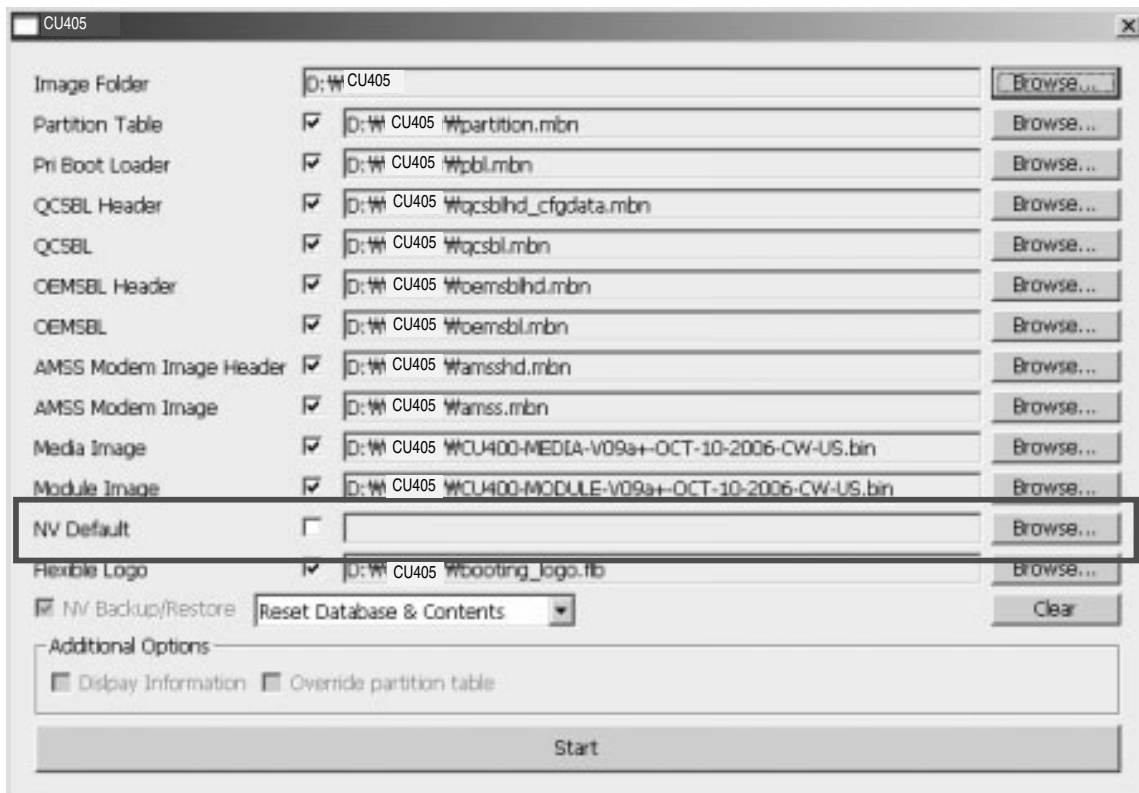 CU405
Image Folder D:₩ CU405 Browse...
Partition Table D:₩ CU405 ₩partition.mbn Browse...
Pri Boot Loader D:₩ CU405 ₩pbl.mbn Browse...
QCSBL Header D:₩ CU405 ₩qcsblhd_cfgdata.mbn Browse...
QCSBL D:₩ CU405 ₩qcsbl.mbn Browse...
OEMSBL Header D:₩ CU405 ₩oemsblhd.mbn Browse...
OEMSBL D:₩ CU405 ₩oemsbl.mbn Browse...
AMSS Modem Image Header D:₩ CU405 ₩amsshd.mbn Browse...
AMSS Modem Image D:₩ CU405 ₩amss.mbn Browse...
Media Image D:₩ CU405 ₩CU400-MEDIA-V09a+-OCT-10-2006-CW-US.bin Browse...
Module Image D:₩ CU405 ₩CU400-MODULE-V09a+-OCT-10-2006-CW-US.bin Browse...
NV Default Browse...
Flexible Logo D:₩ CU405 ₩booting_logo.flb Browse...
NV Backup/Restore Reset Database & Contents Clear
Additional Options
Dislpay Information Override partition table
Start